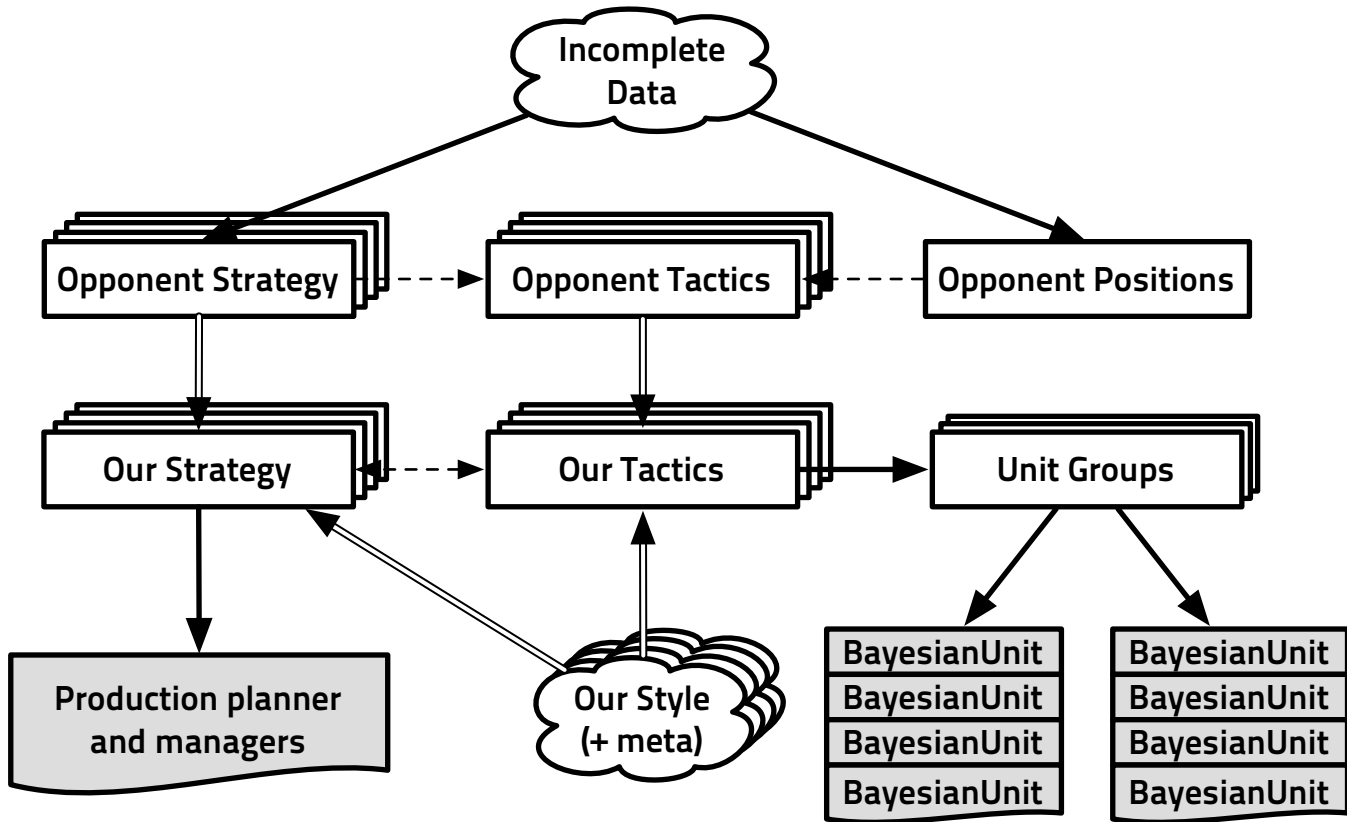 Incomplete
Data
Opponent Strategy
Opponent Tactics
Opponent Positions
Our Strategy
Our Tactics
Unit Groups
Production planner
and managers
Our Style
(+ meta)
BayesianUnit
BayesianUnit
BayesianUnit
BayesianUnit
BayesianUnit
BayesianUnit
BayesianUnit
BayesianUnit